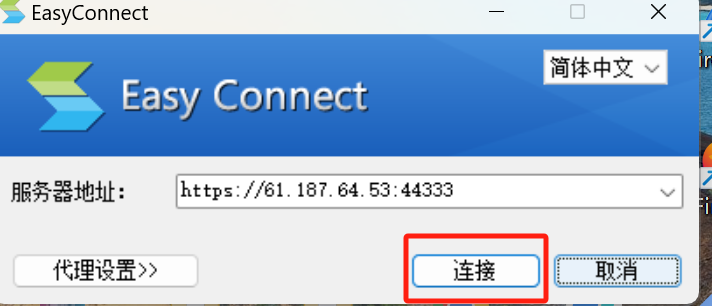 EasyConnect
简体中文
Easy Connect
服务器地址：
https://61.187.64.53:44333
代理设置>>
连接
取消